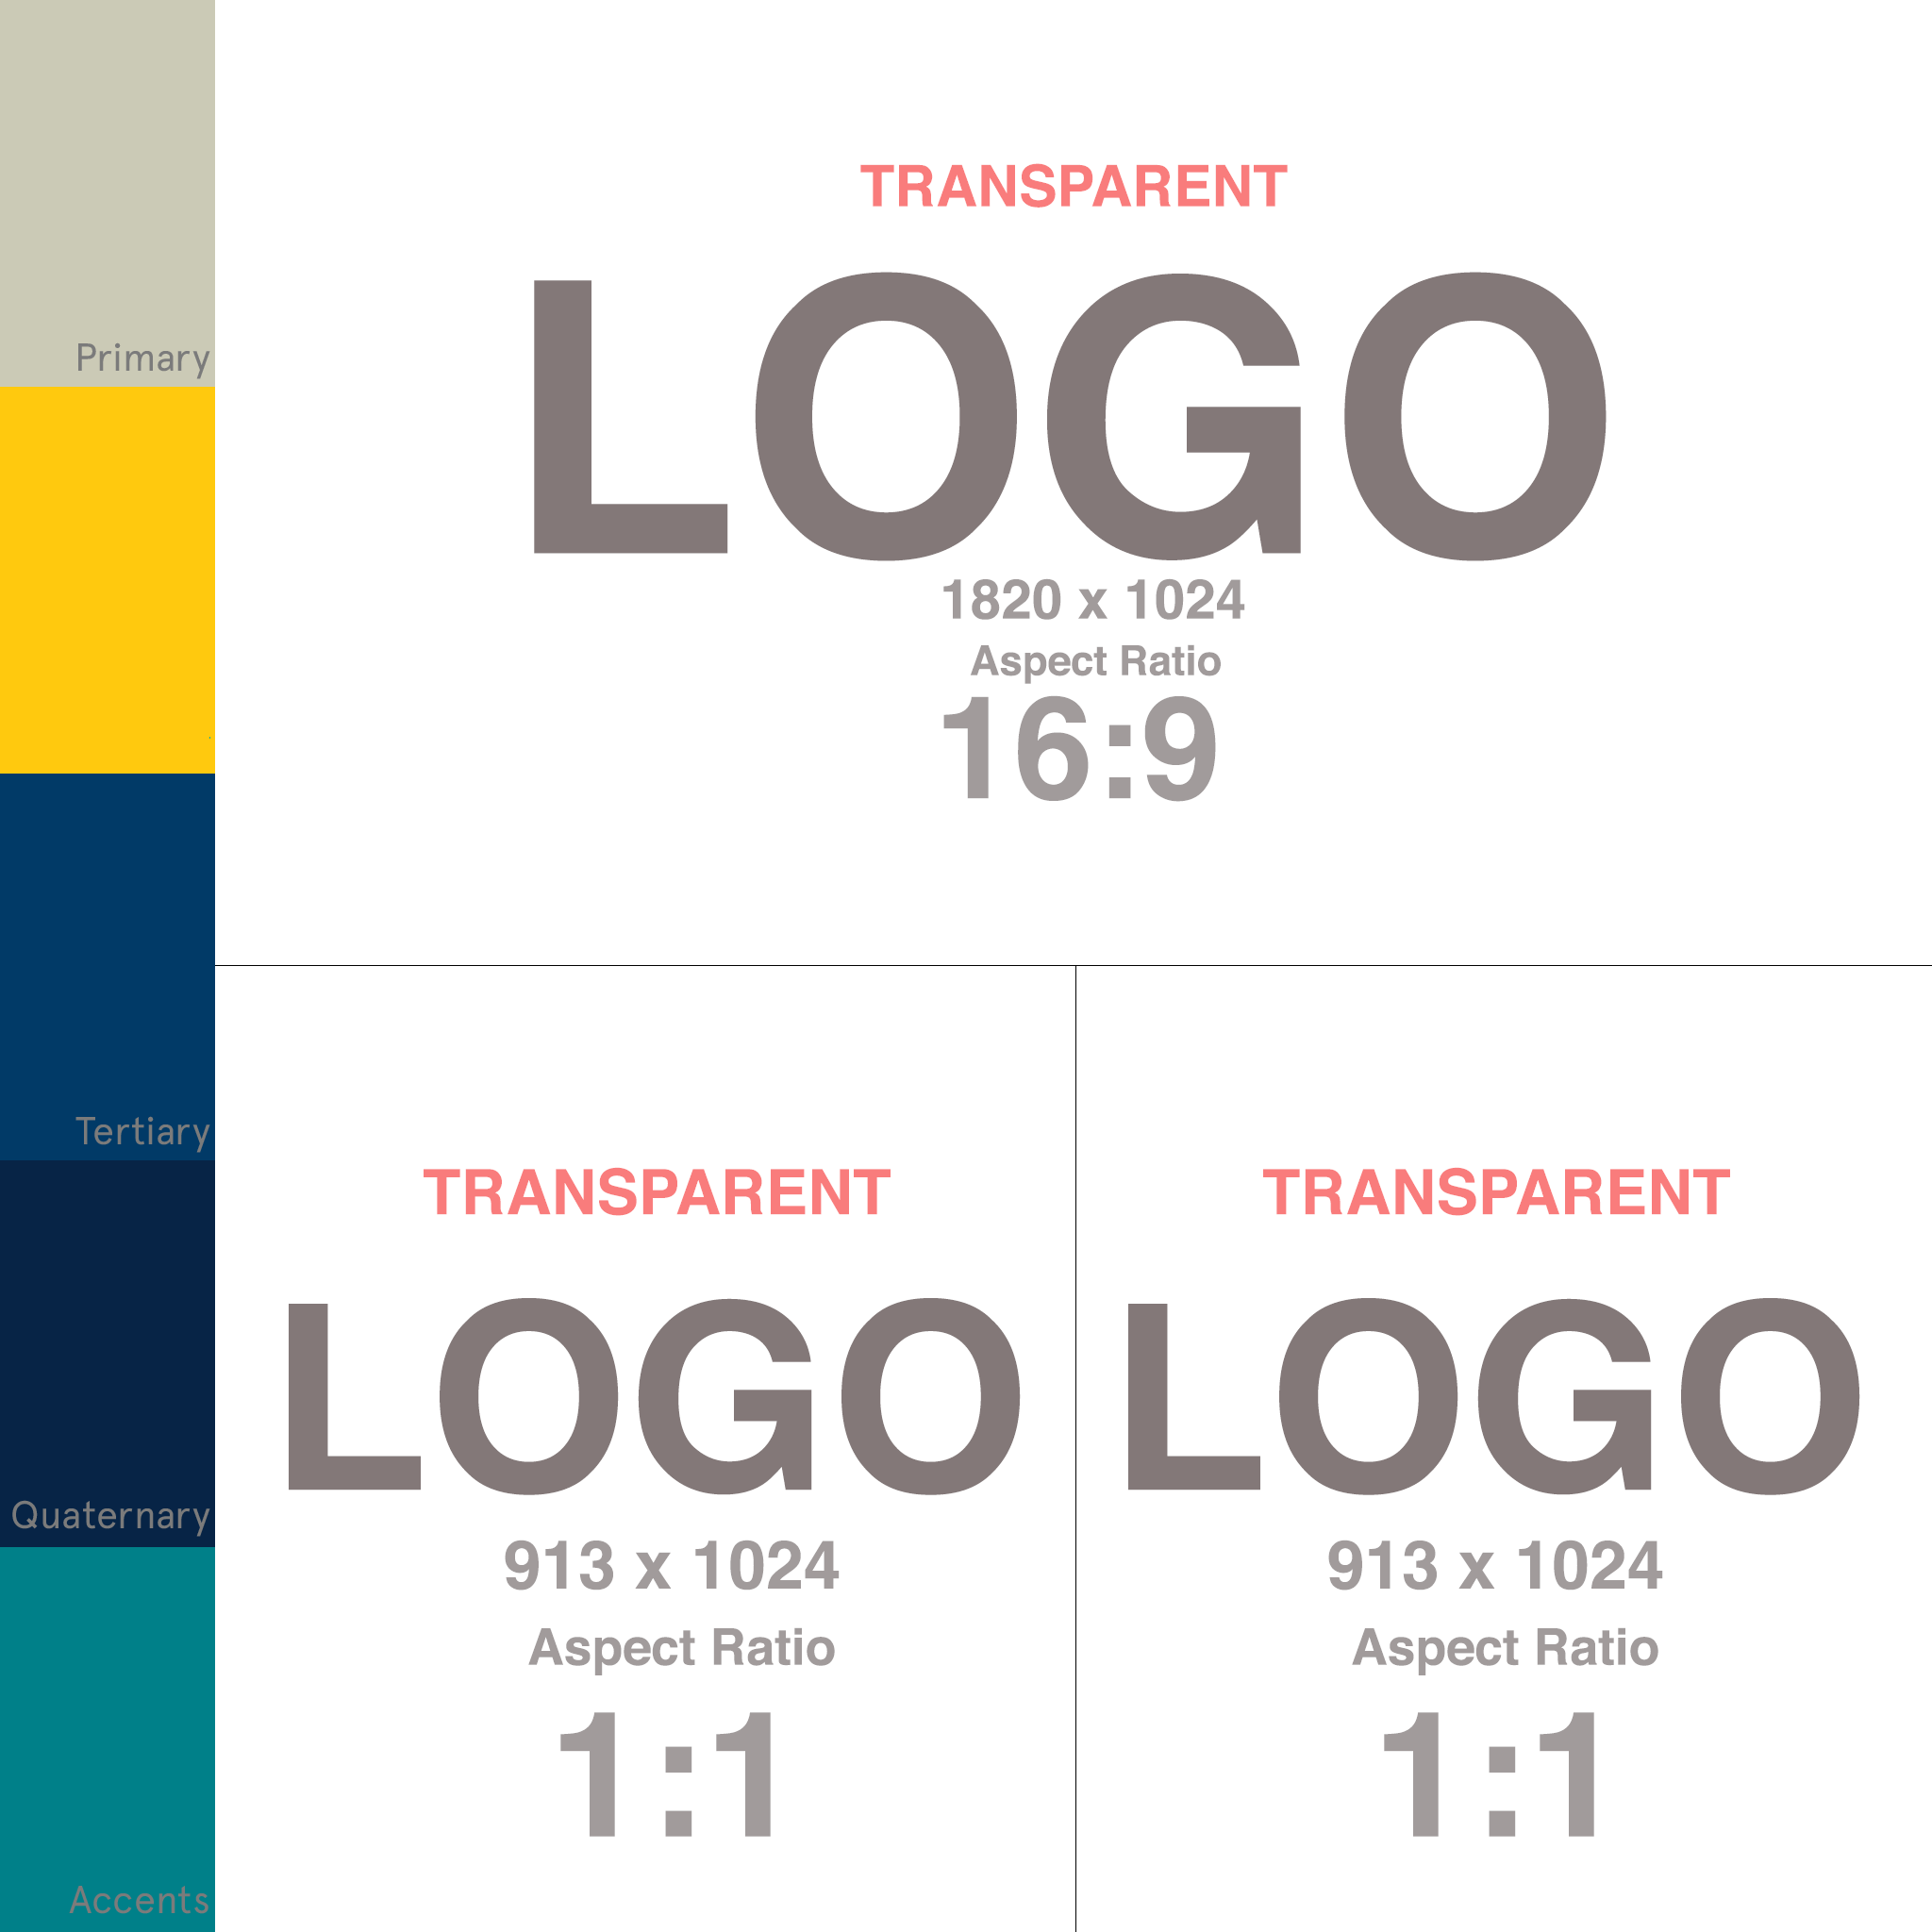 Primary
Tertiary
Quaternary
Accents
TRANSPARENT
LOGO
1820 x 1024
Aspect Ratio
16:9
TRANSPARENT
LOGO
913 x 1024
Aspect Ratio
1:1
TRANSPARENT
LOGO
913 x 1024
Aspect Ratio
1:1